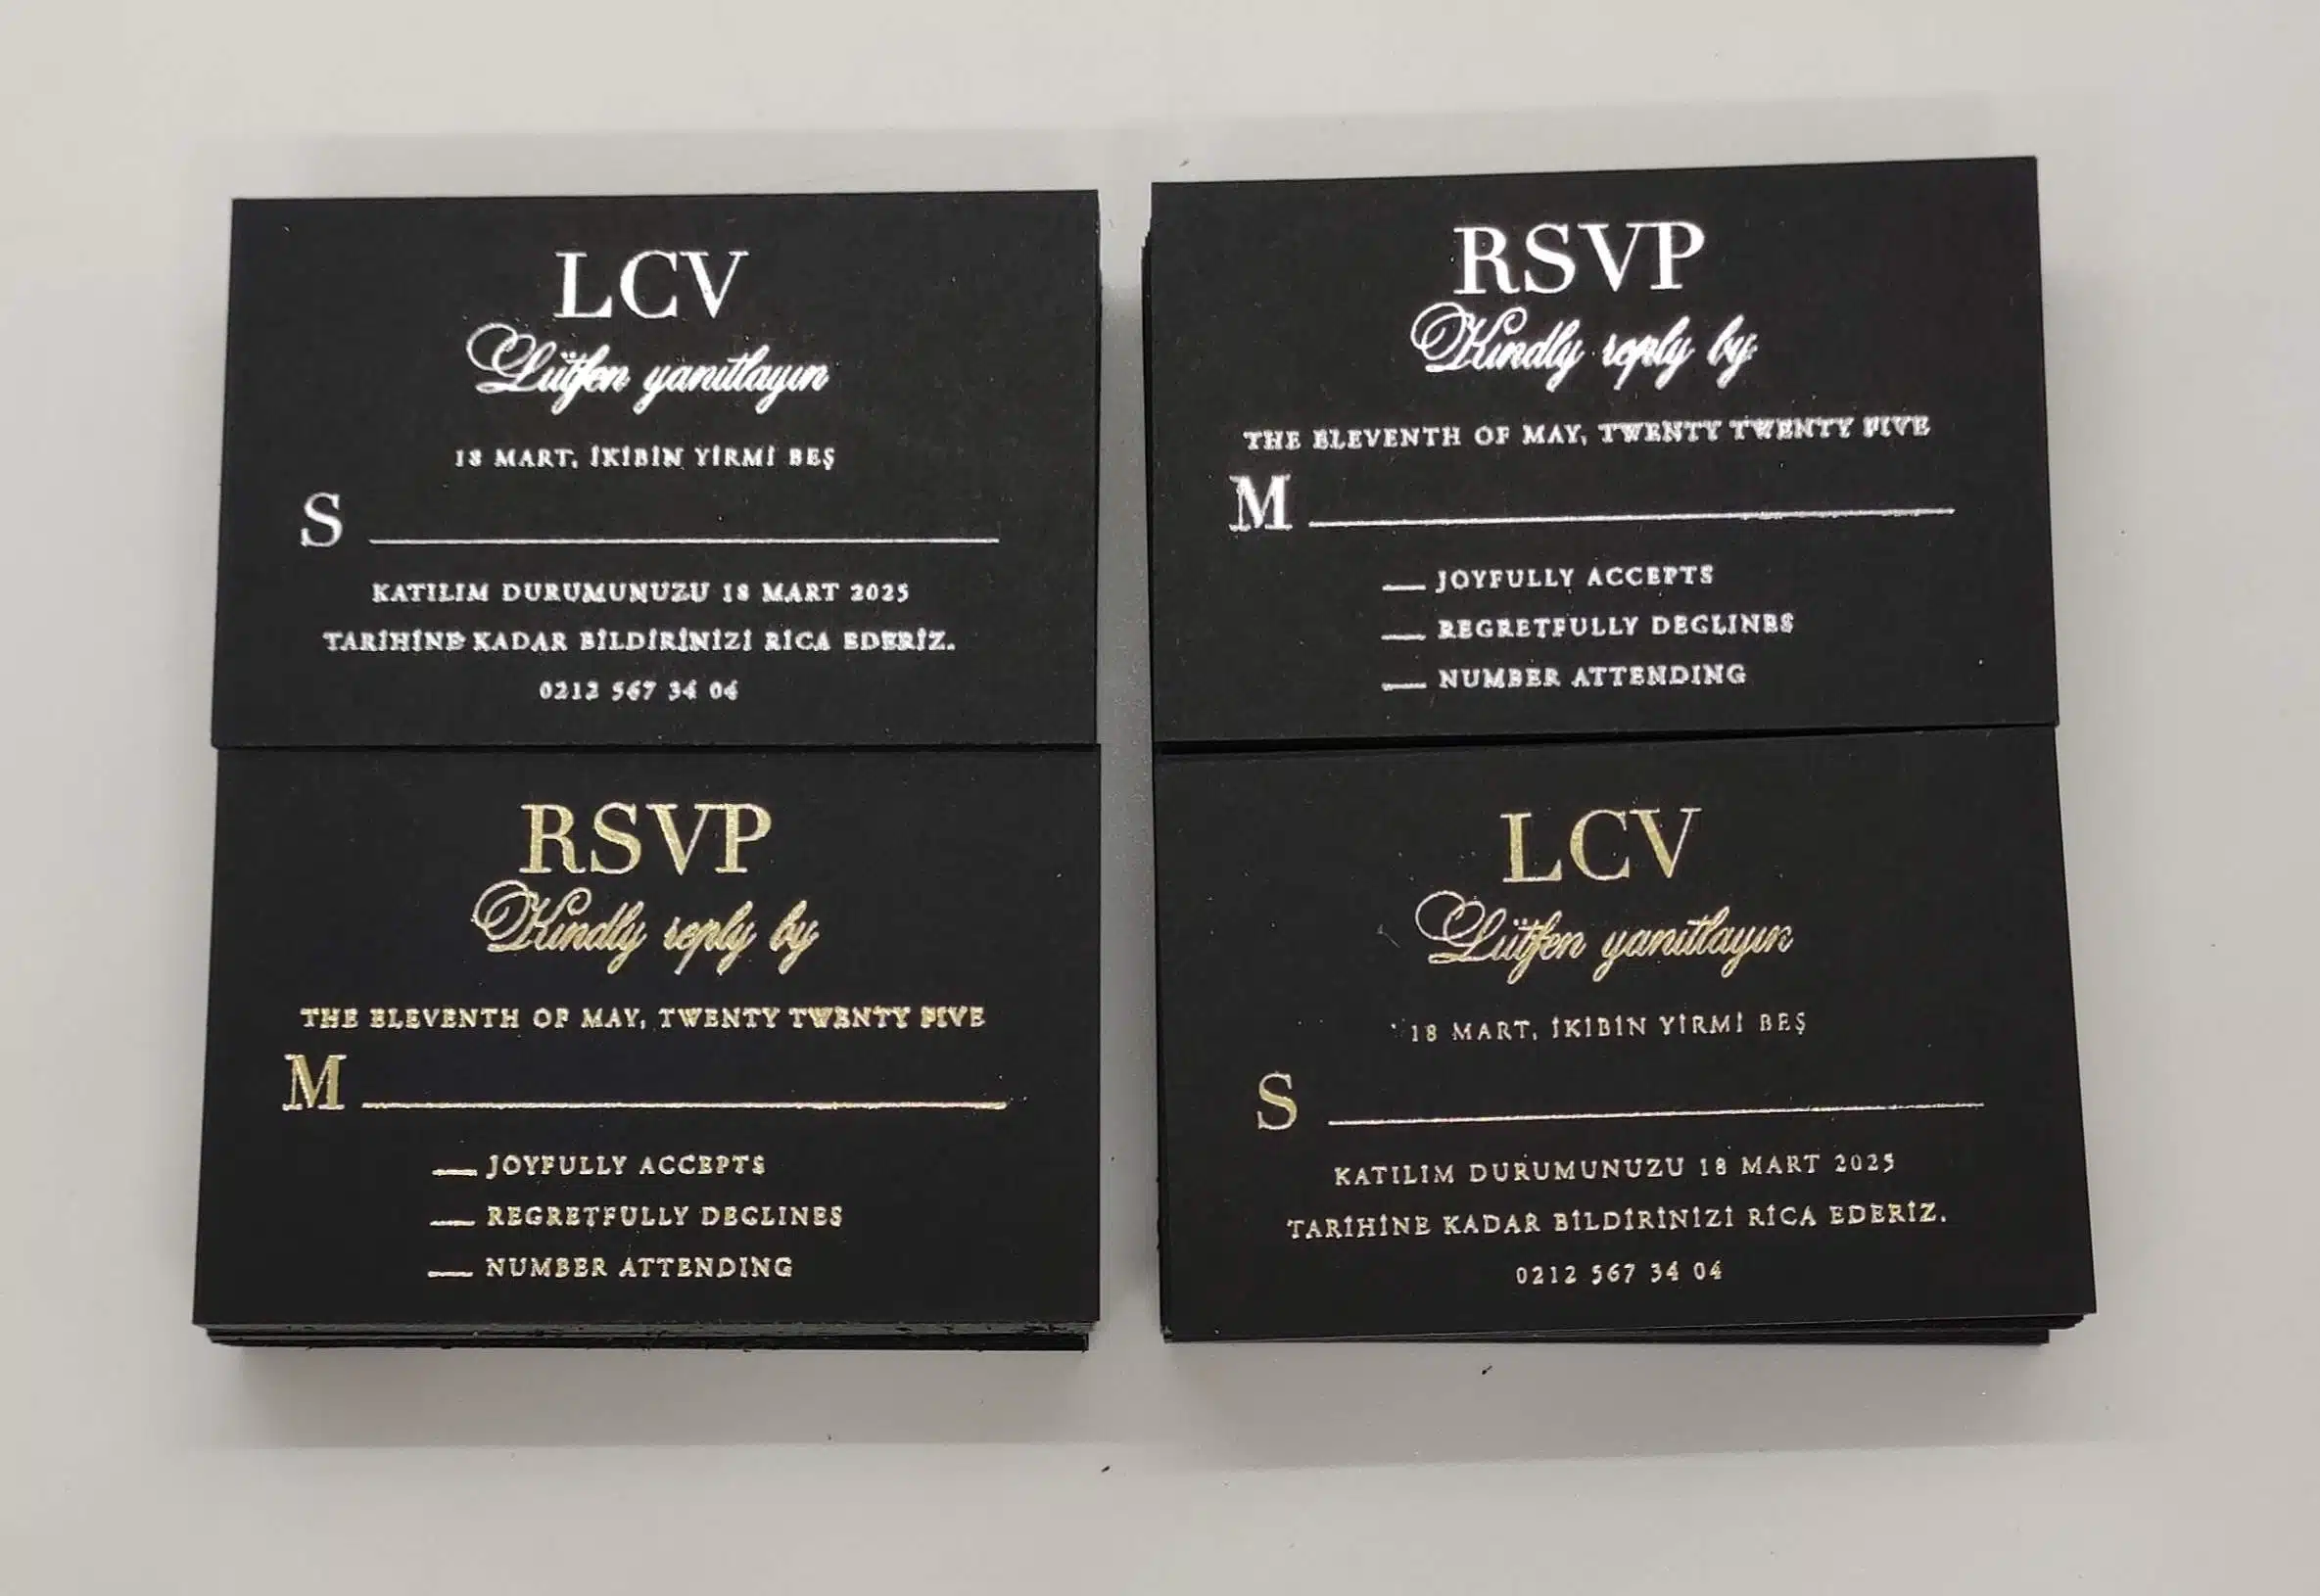 LCV
Lütfen yanıtlayın
18 MART, İKİBİN YİRMİ BEŞ
S
KATILIM DURUMUNUZU 18 MART 2025
TARİHİNE KADAR BİLDİRİNİZİ RİCA EDERİZ.
0212 567 34 04
RSVP
Kindly reply by
THE ELEVENTH OF MAY, TWENTY TWENTY FIVE
M
JOYFULLY ACCEPTS
REGRETFULLY DECLINES
NUMBER ATTENDING
RSVP
Kindly reply by
THE ELEVENTH OF MAY, TWENTY TWENTY FIVE
M
JOYFULLY ACCEPTS
REGRETFULLY DECLINES
NUMBER ATTENDING
LCV
Lütfen yanıtlayın
18 MART, İKİBİN YİRMİ BEŞ
S
KATILIM DURUMUNUZU 18 MART 2025
TARİHİNE KADAR BİLDİRİNİZİ RİCA EDERİZ.
0212 567 34 04